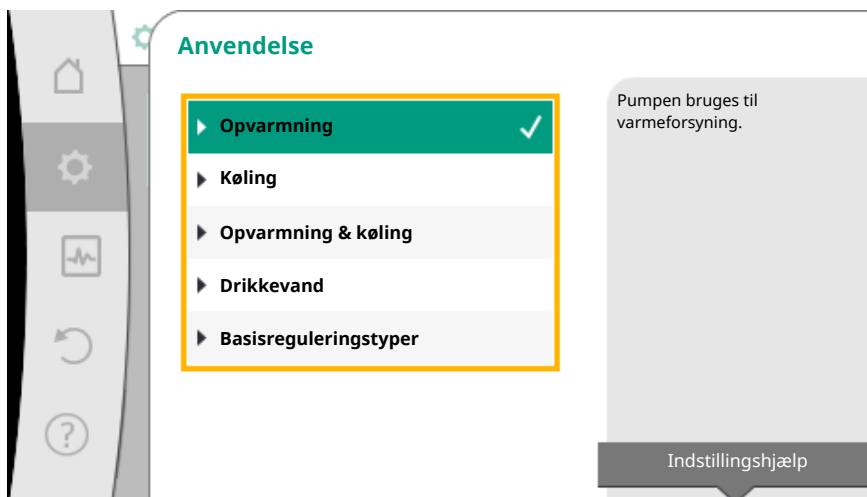 Anvendelse
Opvarmning
Køling
Opvarmning & køling
Drikkevand
Basisreguleringstyper
Pumpen bruges til
varmeforsyning.
Indstillingshjælp